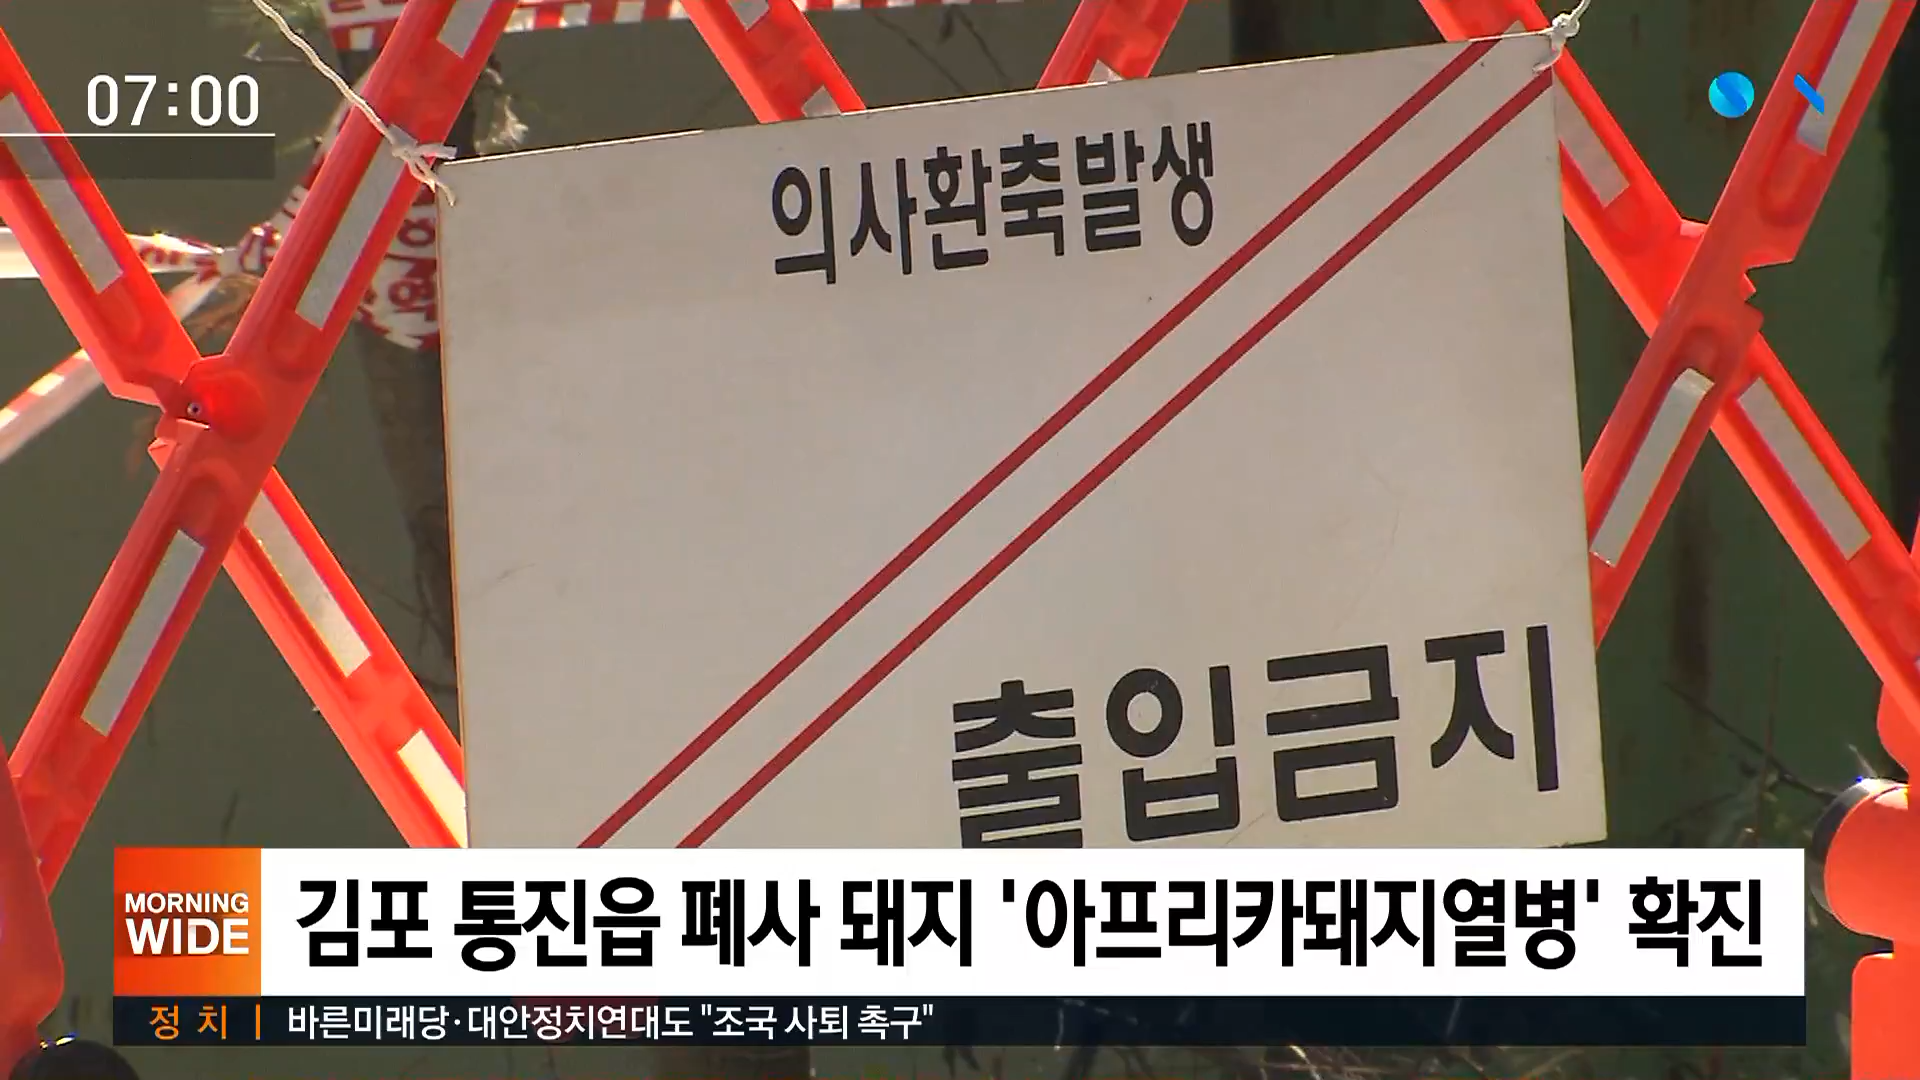 07:00
의사환축발생
출입금지
MORNING
WIDE
김포 통진읍 폐사 돼지 '아프리카돼지열병' 확진
정치 | 바른미래당·대안정치연대도 "조국 사퇴 촉구"